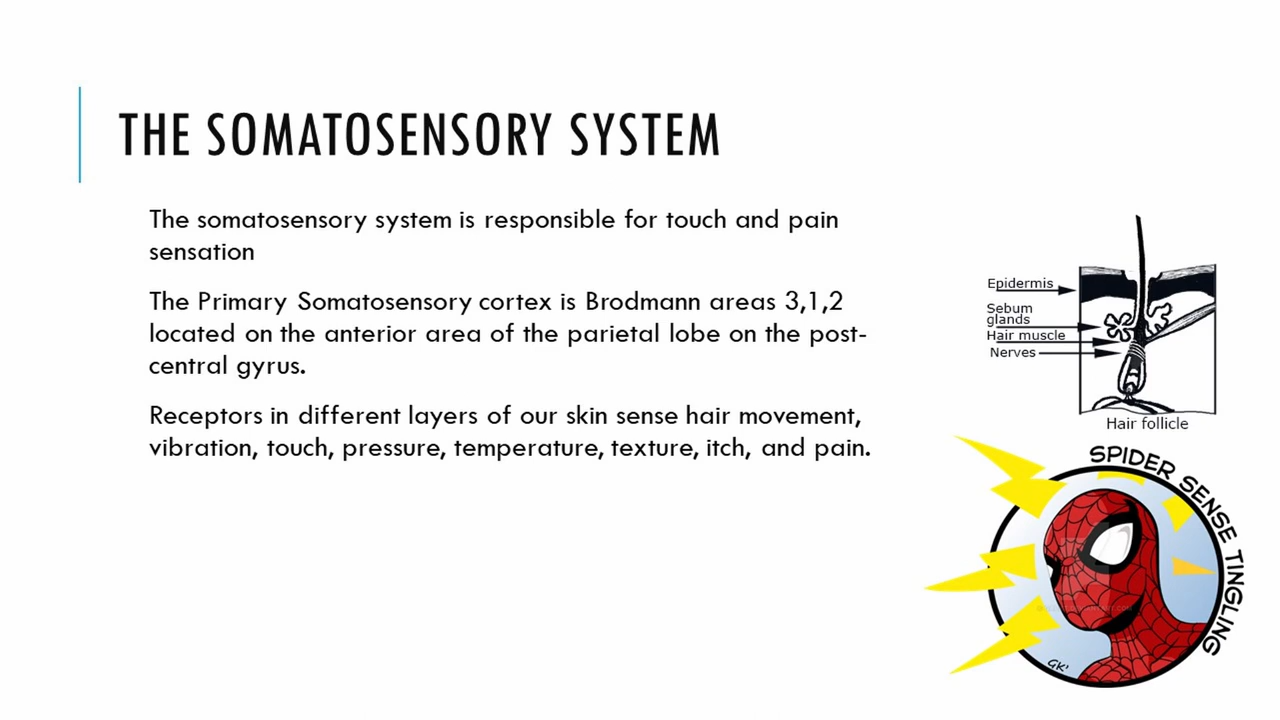 THE SOMATOSENSORY SYSTEM
The somatosensory system is responsible for touch and pain
sensation
The Primary Somatosensory cortex is Brodmann areas 3,1,2
located on the anterior area of the parietal lobe on the post-
central gyrus.
Receptors in different layers of our skin sense hair movement,
vibration, touch, pressure, temperature, texture, itch, and pain.
Epidermis
Sebum
glands
Hair muscle
Nerves
Hair follicle
SPIDER SENSE TINGLING
GK'